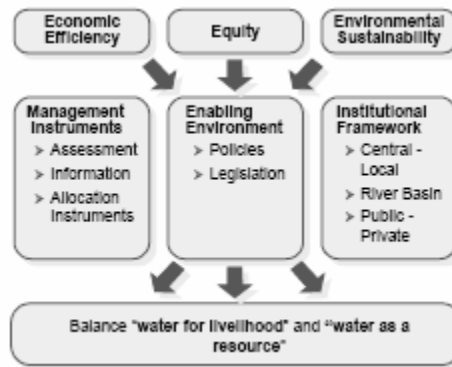 Economic
Efficiency
Equity
Environmental
Sustainability
Management
Instruments
➢ Assessment
➢ Information
➢ Allocation
Instruments
Enabling
Environment
➢ Policies
➢ Legislation
Institutional
Framework
➢ Central -
Local
➢ River Basin
➢ Public -
Private
Balance "water for livelihood" and "water as a
resource"